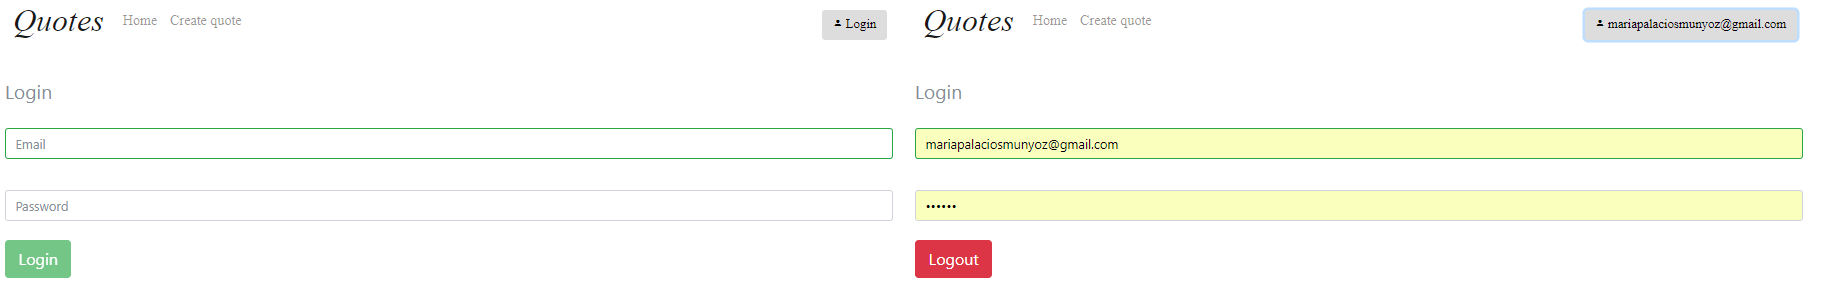 Quotes Home Create quote Login
Login
Email
Password
Login
Quotes Home Create quote mariapalaciosmunyoz@gmail.com
Login
mariapalaciosmunyoz@gmail.com
••••••
Logout